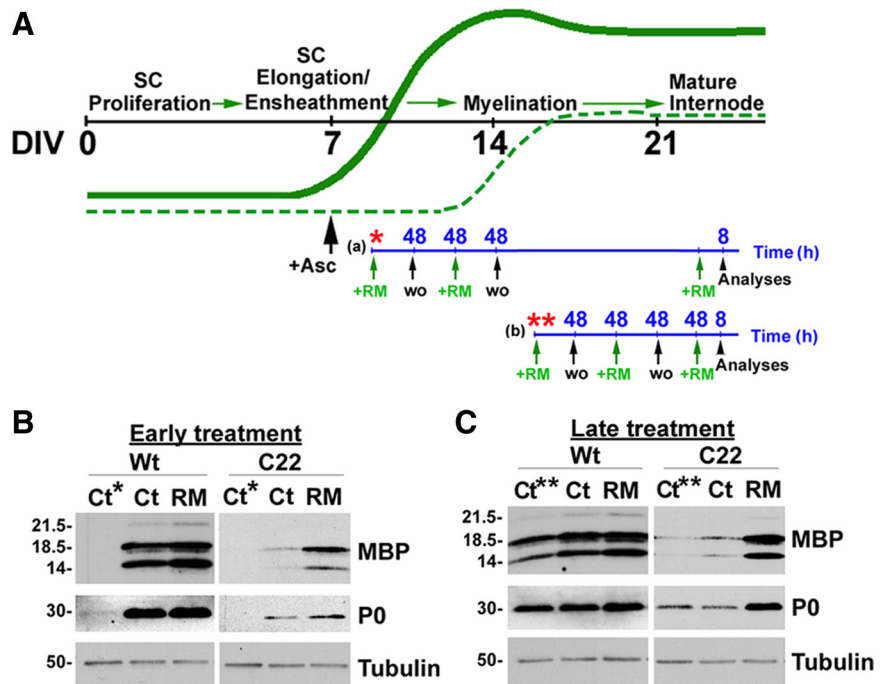 A
SC
Proliferation
SC
Elongation/
Ensheathment
Myelination
Mature
Internode
DIV 0 7 14 21
+Asc
(a) * 48 48 48 8 Time (h)
+RM wo +RM wo +RM Analyses
(b) ** 48 48 48 48 8 Time (h)
+RM wo +RM wo +RM Analyses
B
Early treatment
Wt C22
Ct* Ct RM Ct* Ct RM
21.5-
18.5-
14-
MBP
30-
P0
50-
Tubulin
C
Late treatment
Wt C22
Ct** Ct RM Ct** Ct RM
21.5-
18.5-
14-
MBP
30-
P0
50-
Tubulin